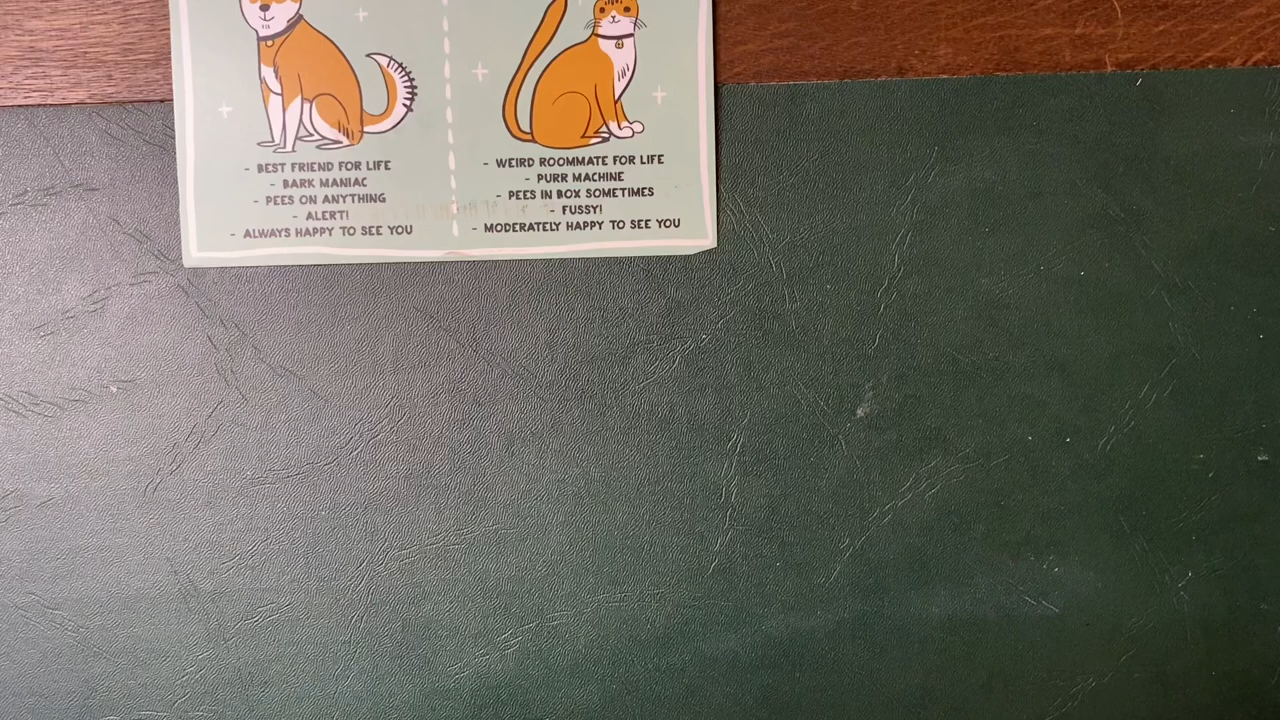 - BEST FRIEND FOR LIFE
- BARK MANIAC
- PEES ON ANYTHING
- ALERT!
- ALWAYS HAPPY TO SEE YOU
- WEIRD ROOMMATE FOR LIFE
- PURR MACHINE
- PEES IN BOX SOMETIMES
- FUSSY!
- MODERATELY HAPPY TO SEE YOU